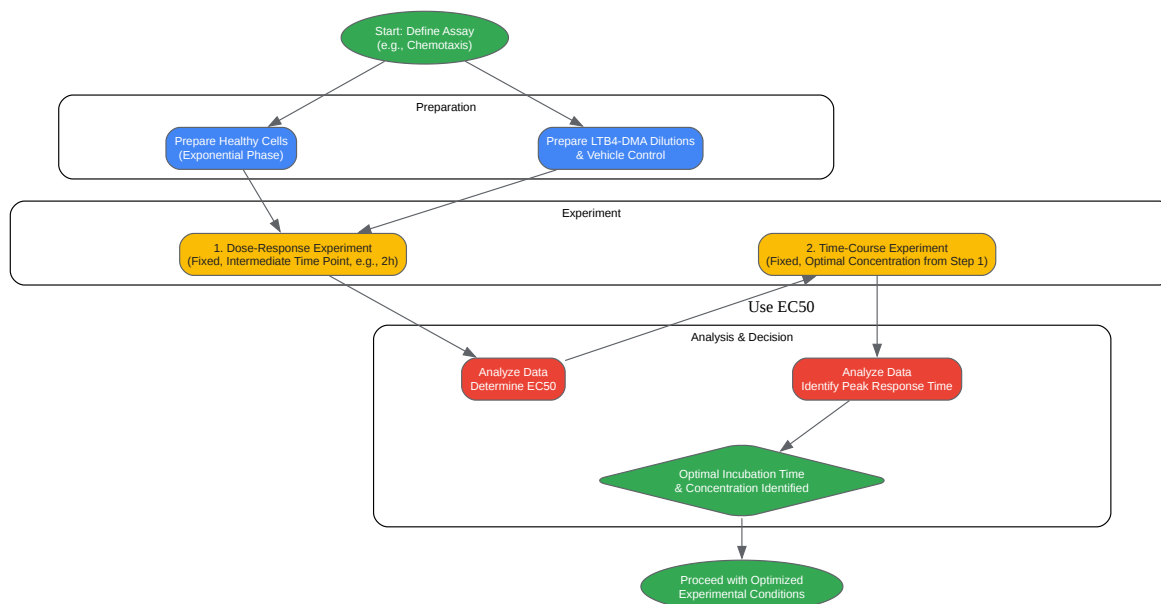 Start: Define Assay
(e.g., Chemotaxis)
Preparation
Prepare Healthy Cells
(Exponential Phase)
Prepare LTB4-DMA Dilutions
& Vehicle Control
Experiment
1. Dose-Response Experiment
(Fixed, Intermediate Time Point, e.g., 2h)
2. Time-Course Experiment
(Fixed, Optimal Concentration from Step 1)
Use EC50
Analysis & Decision
Analyze Data
Determine EC50
Analyze Data
Identify Peak Response Time
Optimal Incubation Time
& Concentration Identified
Proceed with Optimized
Experimental Conditions